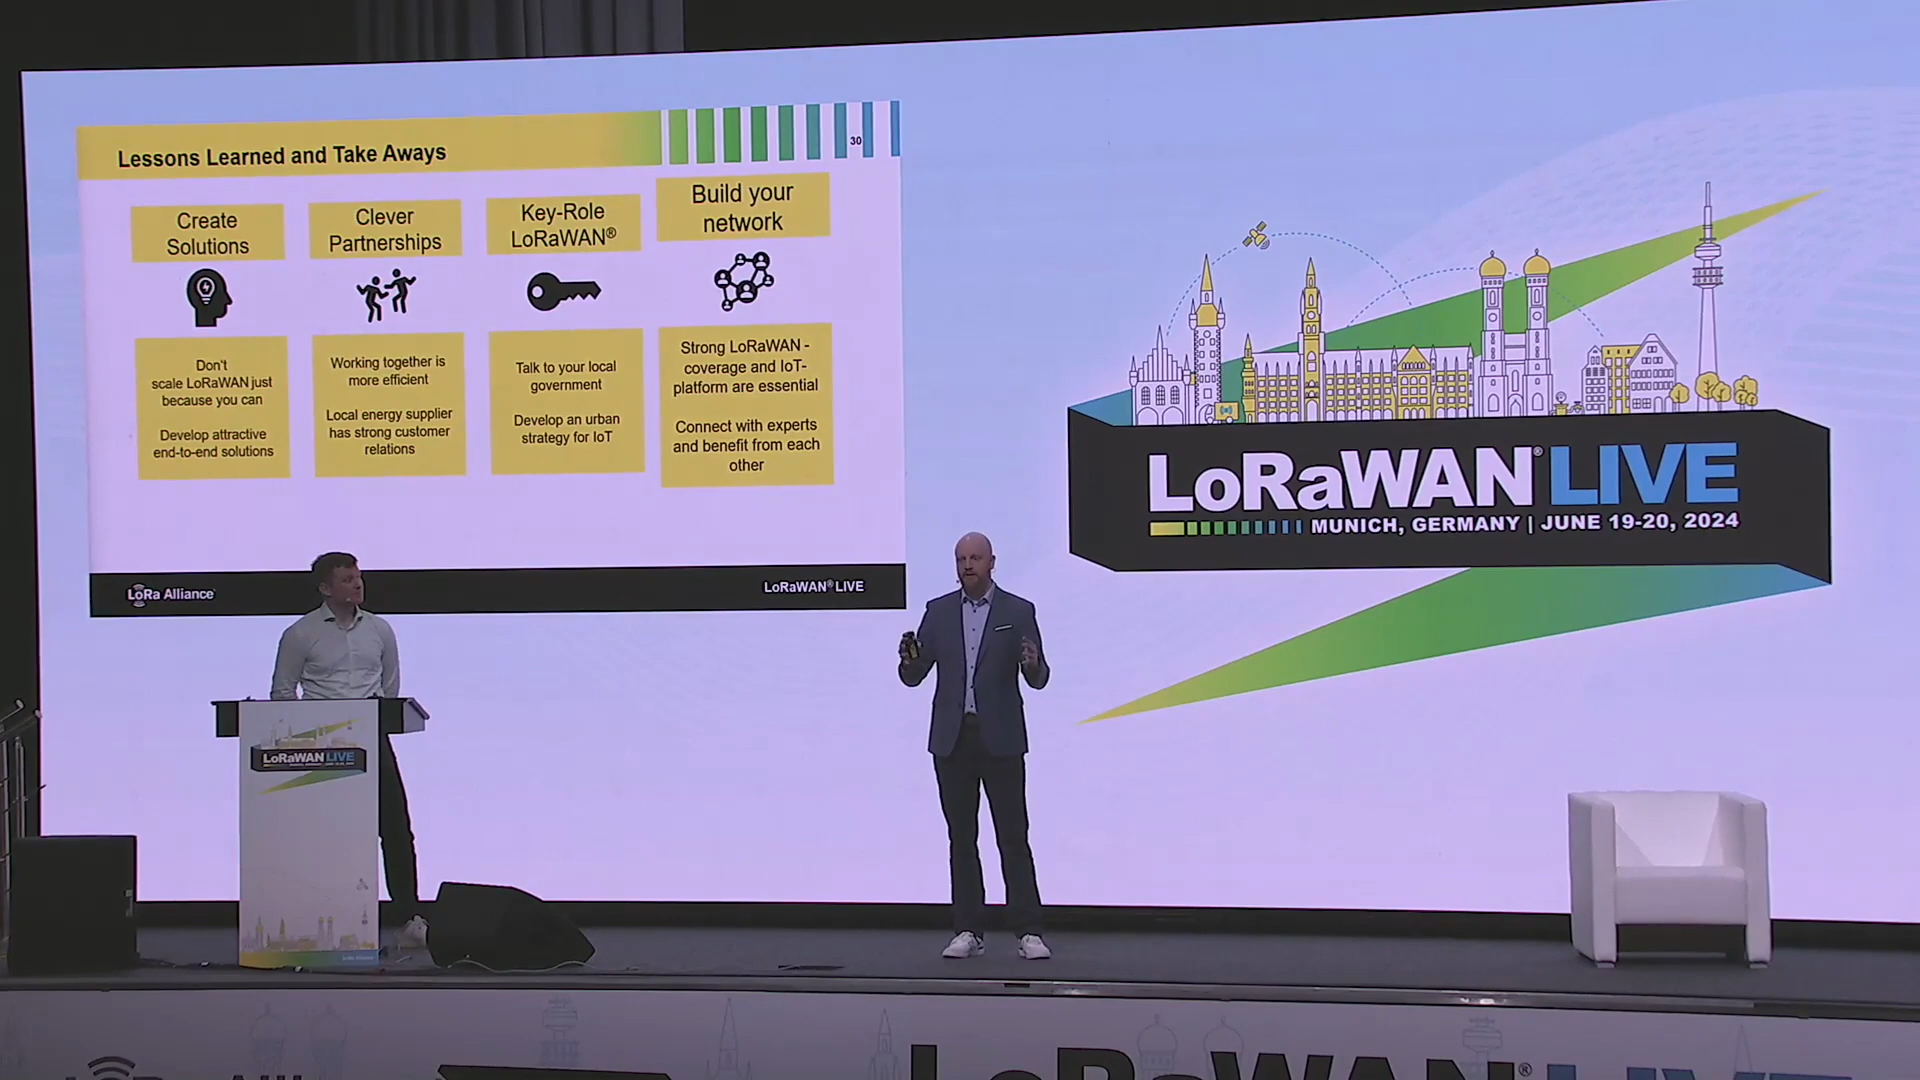 Lessons Learned and Take Aways
30
Create
Solutions
Don't
scale LoRaWAN just
because you can
Develop attractive
end-to-end solutions
Clever
Partnerships
Working together is
more efficient
Local energy supplier
has strong customer
relations
Key-Role
LoRaWAN®
Talk to your local
government
Develop an urban
strategy for IoT
Build your
network
Strong LoRaWAN -
coverage and IoT-
platform are essential
Connect with experts
and benefit from each
other
LoRa Alliance
LoRaWAN® LIVE
LoRaWAN® LIVE
MUNICH, GERMANY | JUNE 19-20, 2024
LoRaWAN LIVE
LoRaWAN® LIVE